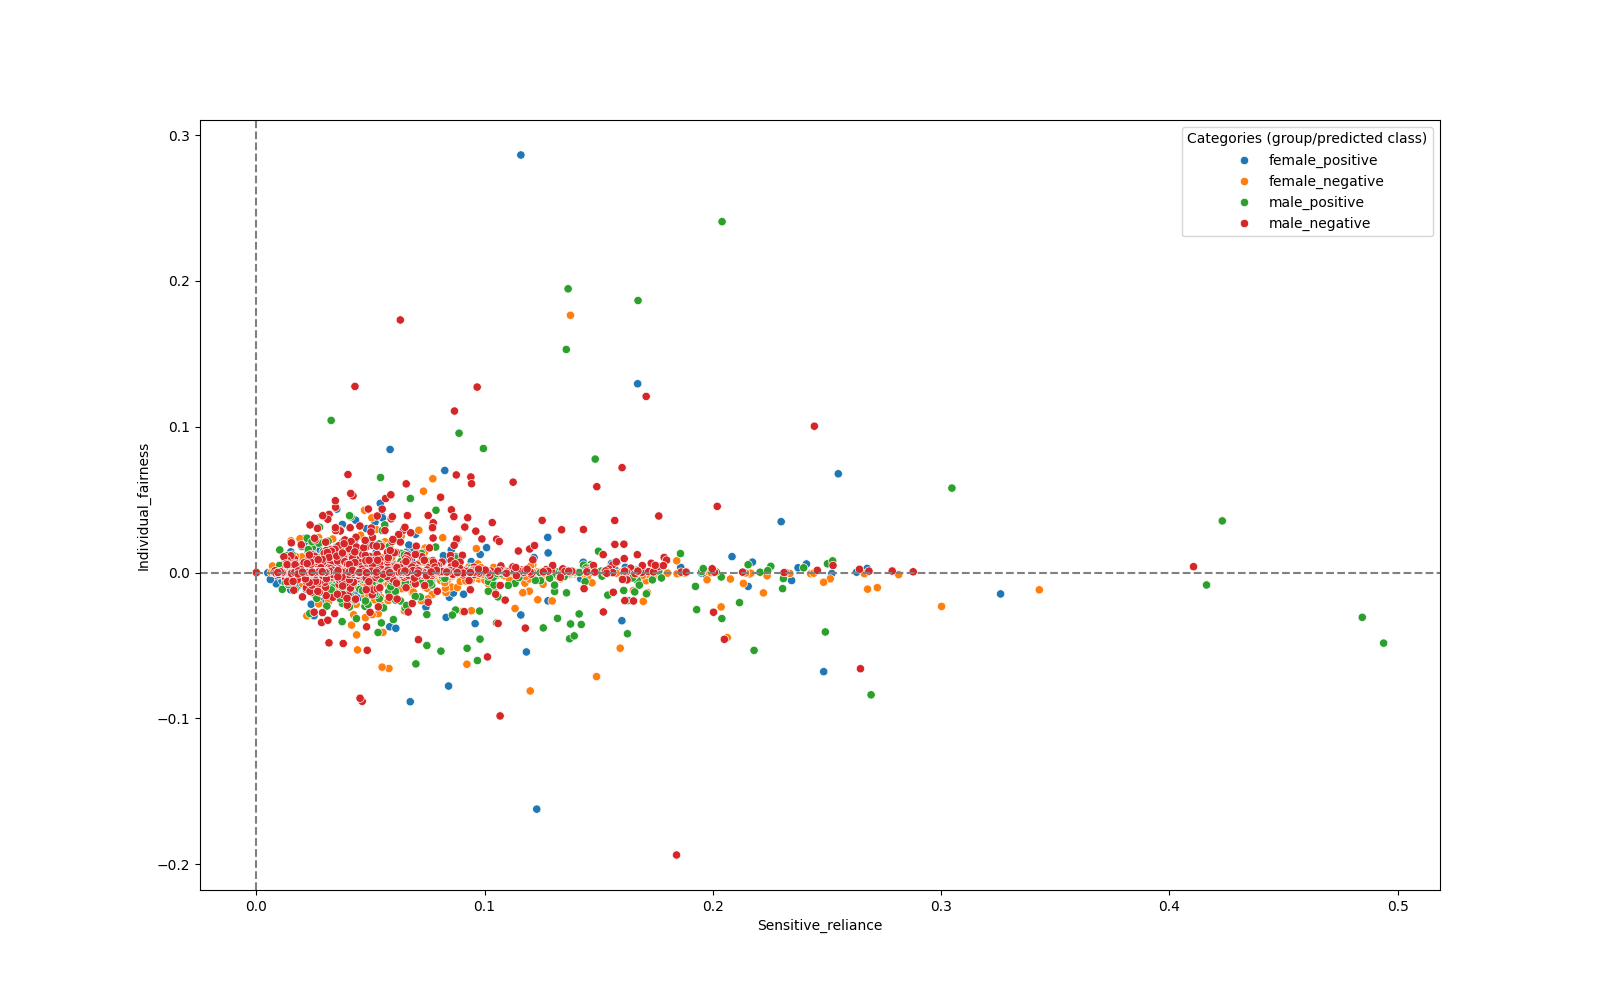 Categories (group/predicted class)
female_positive
female_negative
male_positive
male_negative
0.3
0.2
0.1
0.0
−0.1
−0.2
Individual_fairness
0.0 0.1 0.2 0.3 0.4 0.5
Sensitive_reliance